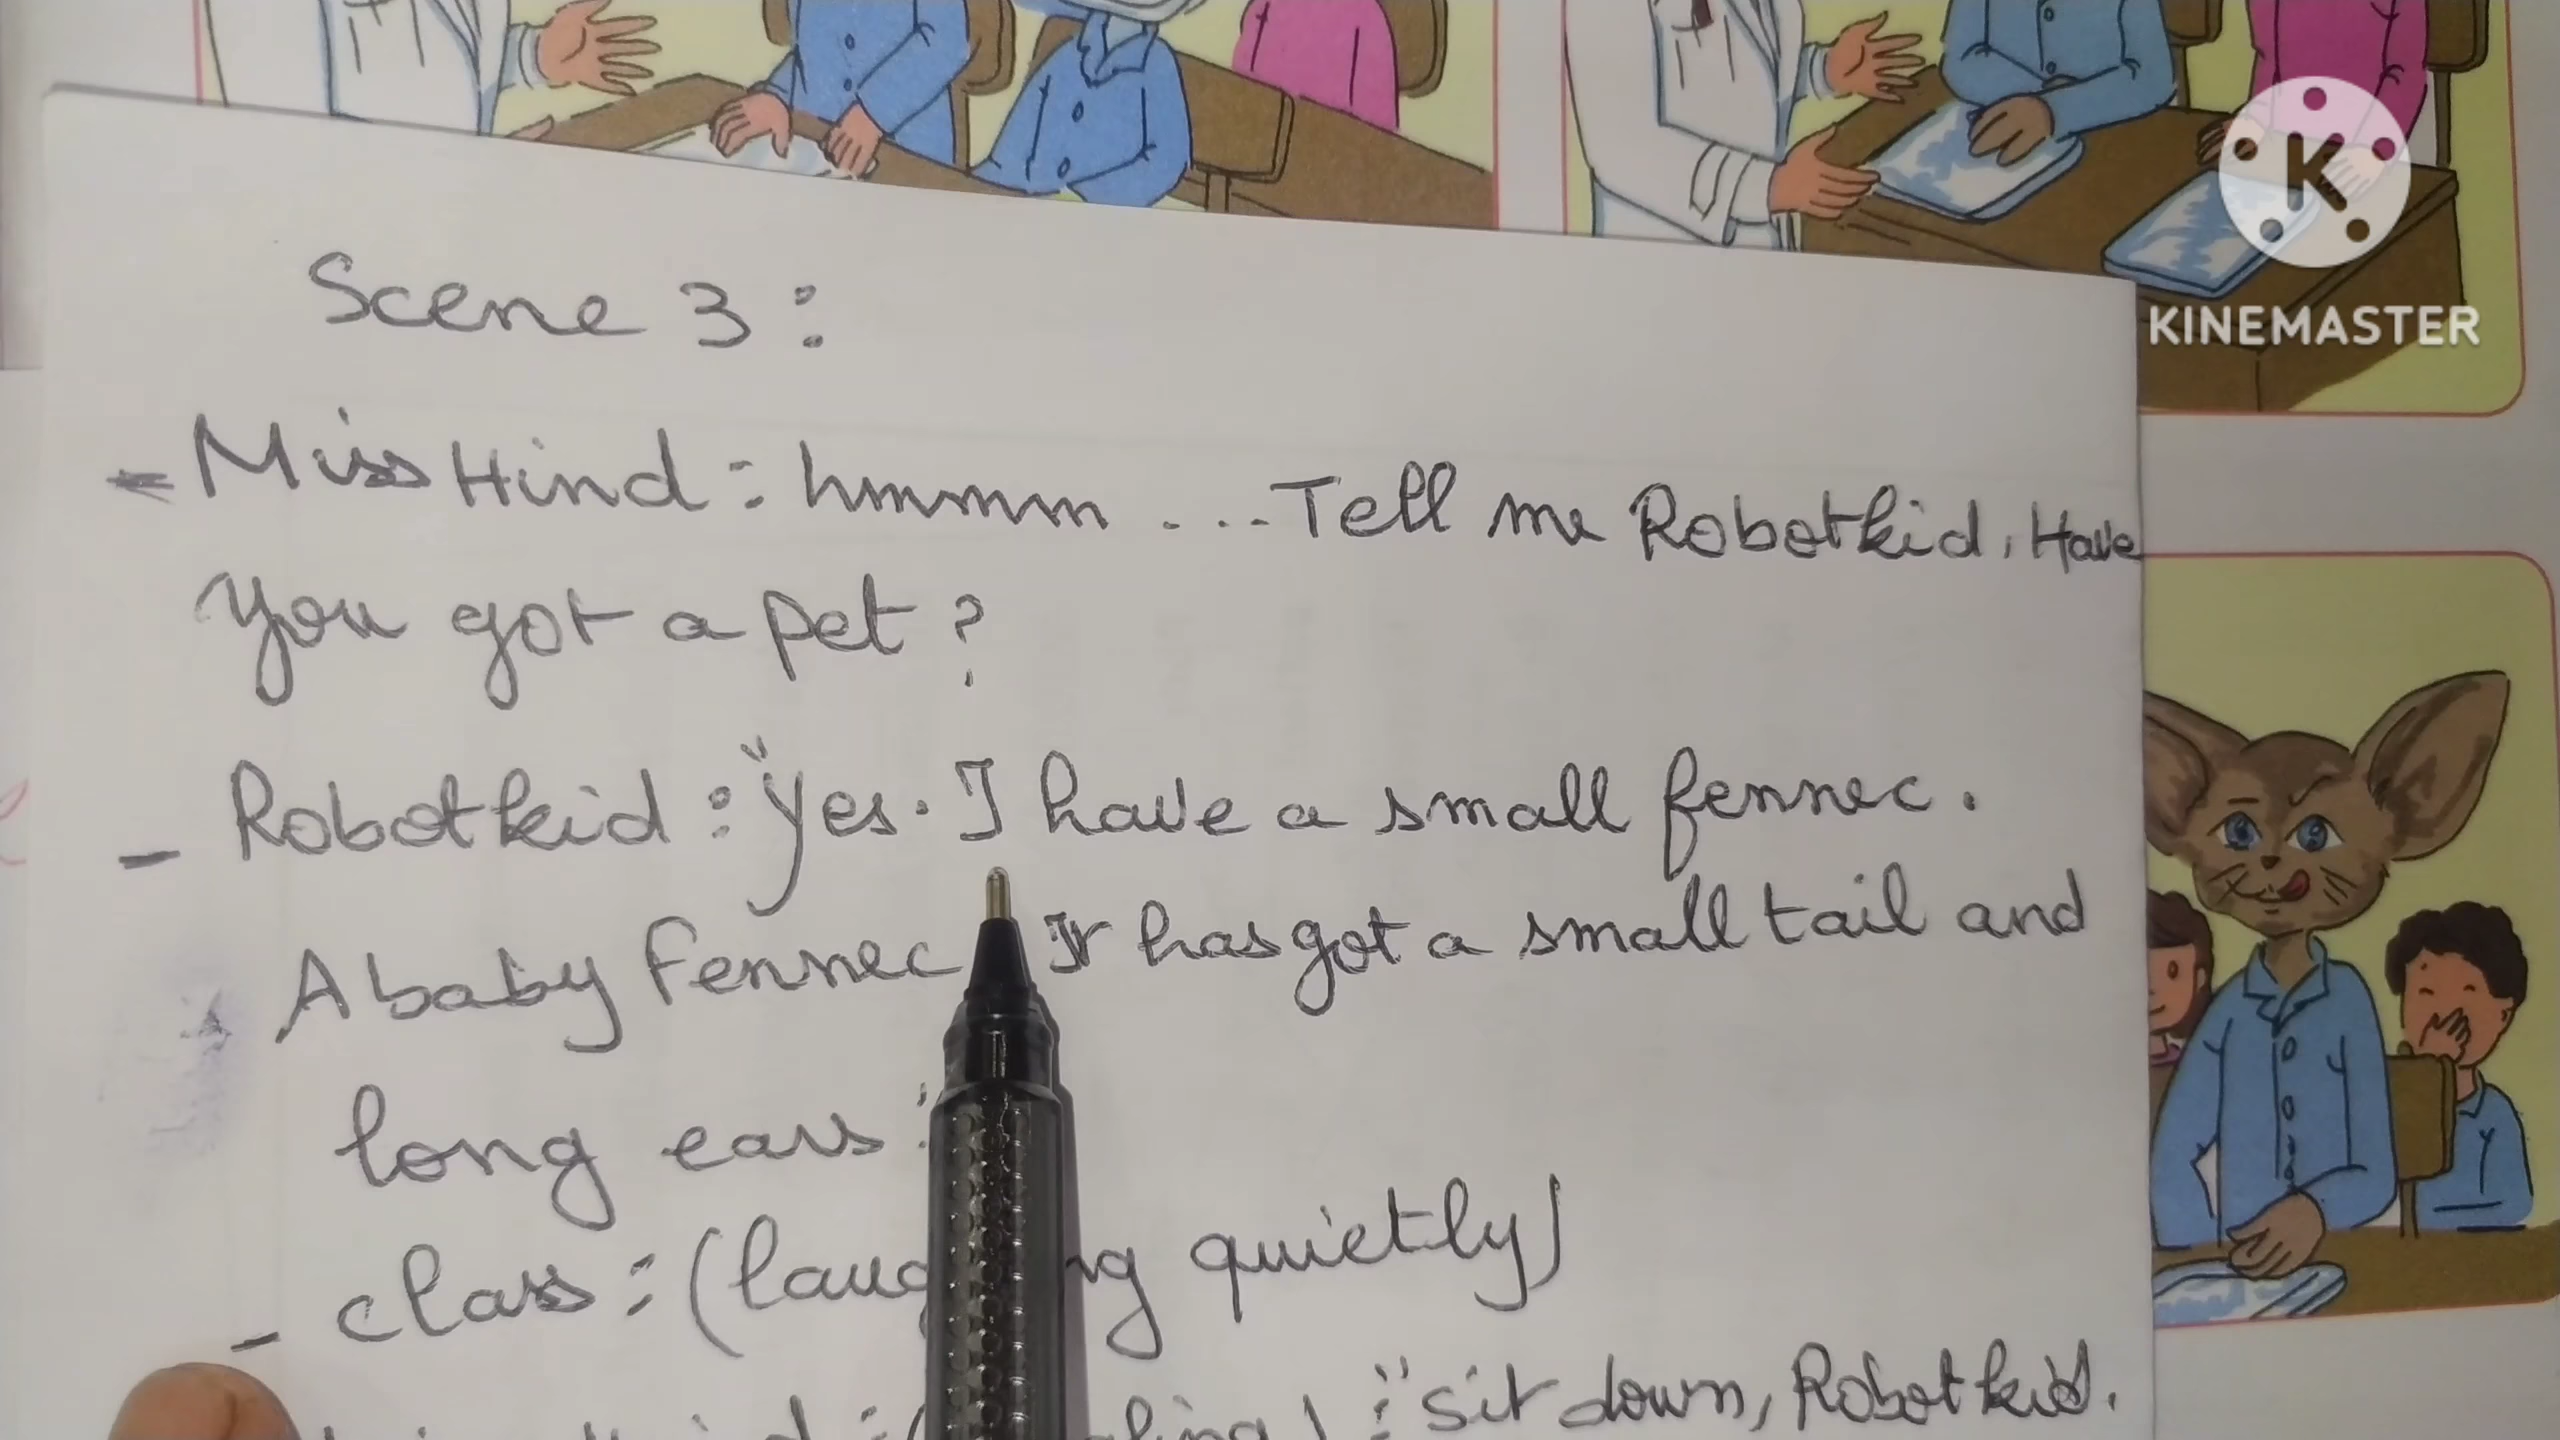 Scene 3 :
K
KINEMASTER
- Miss Hind : hmmmm .... Tell me Robotkid, Have
you got a pet ?
- Robotkid : "Yes. I have a small fennec.
A baby fennec It has got a small tail and
long ears
- class : ( quietly)
: " sit down, Robotkid.